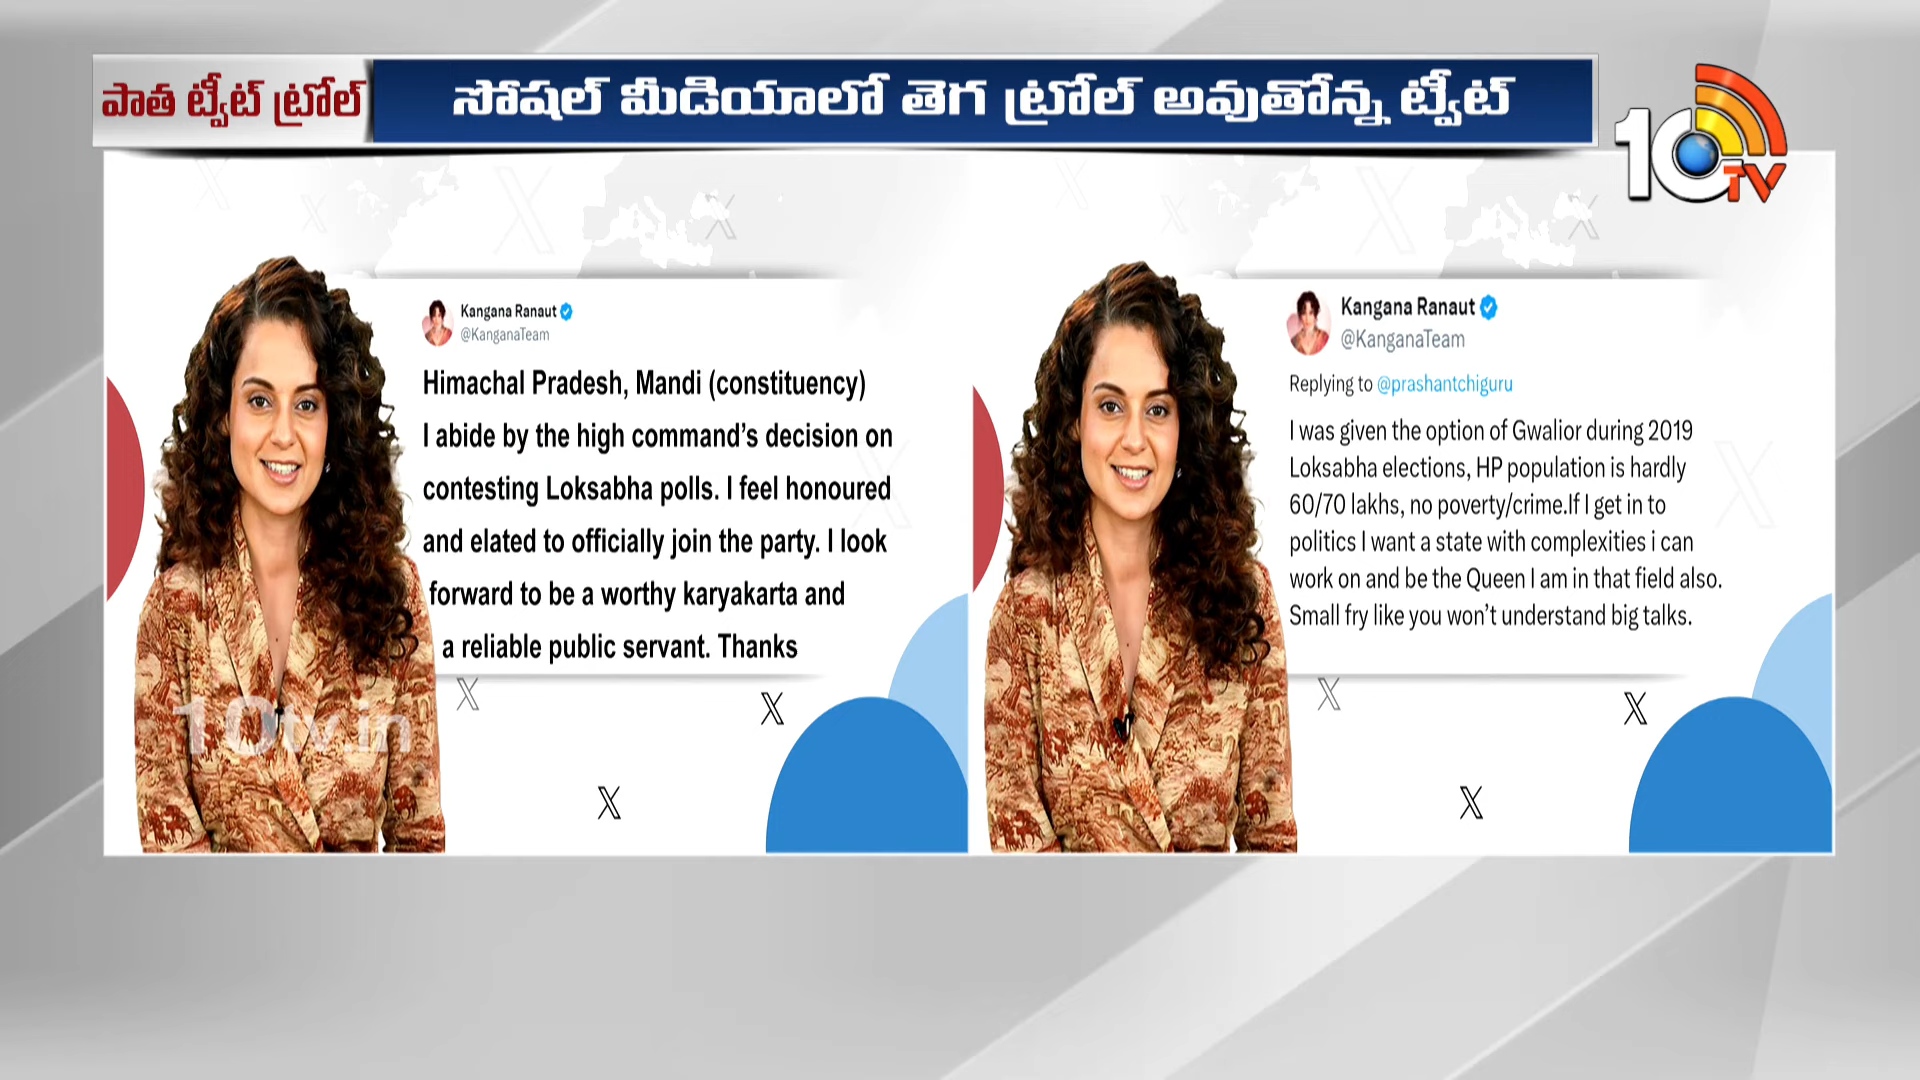 పాత ట్వీట్ ట్రోల్
సోషల్ మీడియాలో తెగ ట్రోల్ అవుతోన్న ట్వీట్
10TV
Kangana Ranaut
@KanganaTeam
Himachal Pradesh, Mandi (constituency)
I abide by the high command’s decision on
contesting Loksabha polls. I feel honoured
and elated to officially join the party. I look
forward to be a worthy karyakarta and
a reliable public servant. Thanks
10tv.in
Kangana Ranaut
@KanganaTeam
Replying to @prashantchiguru
I was given the option of Gwalior during 2019
Loksabha elections, HP population is hardly
60/70 lakhs, no poverty/crime.If I get in to
politics I want a state with complexities i can
work on and be the Queen I am in that field also.
Small fry like you won’t understand big talks.